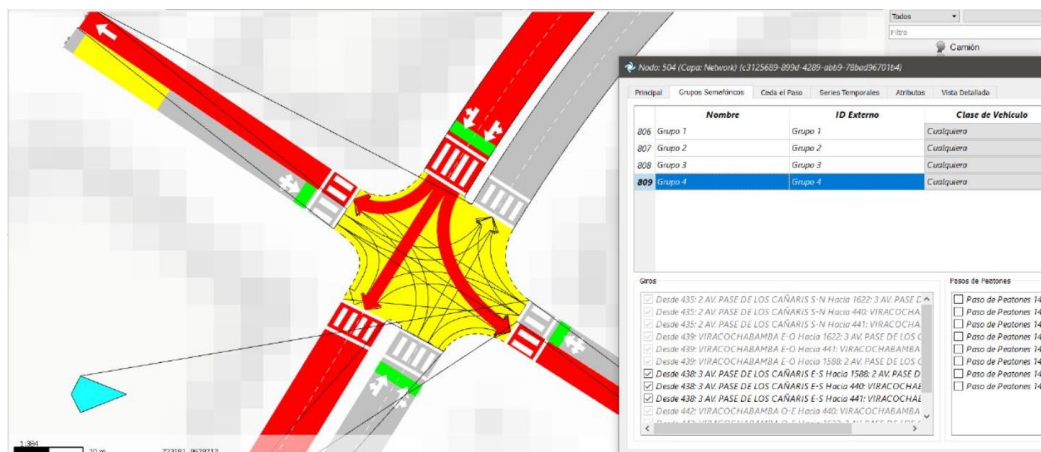 Todos
Filtro
Camión
Nodo: 504 (Capa: Network) {c3125689-899d-4289-abb9-78bad96701b4}
Principal Grupos Semefóricos Ceda el Paso Series Temporales Atributos Vista Detallada
Nombre ID Externo Clase de Vehículo
806 Grupo 1 Grupo 1 Cualquiera
807 Grupo 2 Grupo 2 Cualquiera
808 Grupo 3 Grupo 3 Cualquiera
809 Grupo 4 Grupo 4 Cualquiera
Giros
Desde 435: 2 AV. PASE DE LOS CAÑARIS S-N Hacia 1622: 3 AV. PASE D
Desde 435: 2 AV. PASE DE LOS CAÑARIS S-N Hacia 440: VIRACOCHA
Desde 435: 2 AV. PASE DE LOS CAÑARIS S-N Hacia 441: VIRACOCHA
Desde 439: VIRACOCHABAMBA E-O Hacia 1622: 3 AV. PASE DE LOS C
Desde 439: VIRACOCHABAMBA E-O Hacia 441: VIRACOCHABAMBA
Desde 439: VIRACOCHABAMBA E-O Hacia 1588: 2 AV. PASE DE LOS C
Desde 438: 3 AV. PASE DE LOS CAÑARIS E-S Hacia 1588: 2 AV. PASE D
Desde 438: 3 AV. PASE DE LOS CAÑARIS E-S Hacia 440: VIRACOCHAE
Desde 438: 3 AV. PASE DE LOS CAÑARIS E-S Hacia 441: VIRACOCHAE
Desde 442: VIRACOCHABAMBA O-E Hacia 440: VIRACOCHABAMBA
Pasos de Peatones
Paso de Peatones 14
Paso de Peatones 14
Paso de Peatones 14
Paso de Peatones 14
Paso de Peatones 14
Paso de Peatones 14
Paso de Peatones 14
Paso de Peatones 14
1:384
10 m